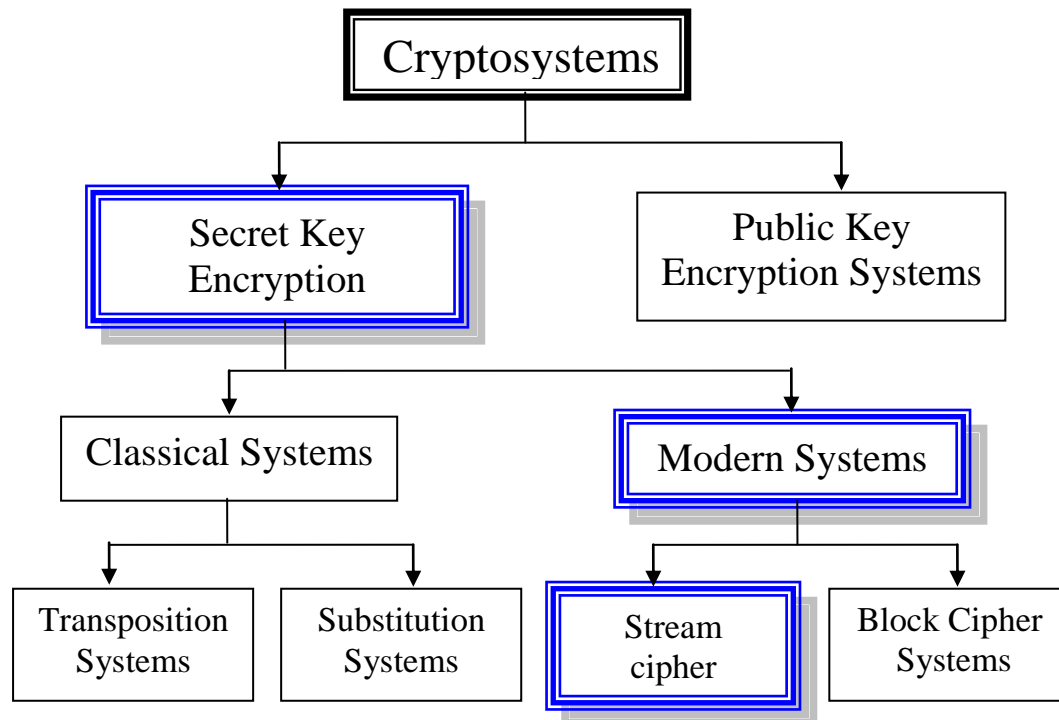 Cryptosystems
Secret Key
Encryption
Public Key
Encryption Systems
Classical Systems
Modern Systems
Transposition
Systems
Substitution
Systems
Stream
cipher
Block Cipher
Systems